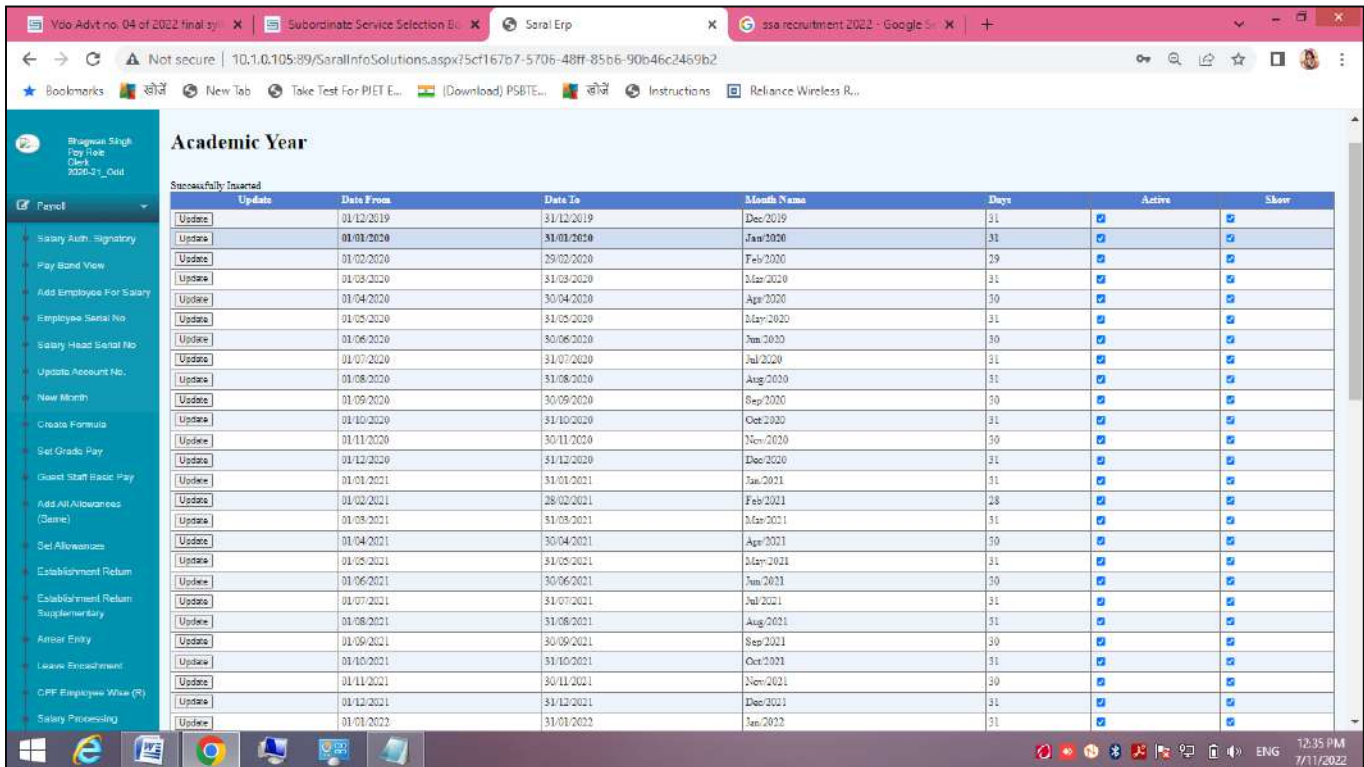 Vdo Advt no. 04 of 2022 final syl
Subordinate Service Selection Bo
Saral Erp
ssa recruitment 2022 - Google Se
Not secure | 10.1.0.105:89/SaralInfoSolutions.aspx?5cf167b7-5706-48ff-85b6-90b46c2469b2
Bookmarks खोजें New Tab Take Test For PJET E... (Download) PSBTE... खोजें Instructions Reliance Wireless R...
Bhagwan Singh
Pay Role
Clerk
2020-21_Odd
Payroll
Salary Auth. Signatory
Pay Band View
Add Employee For Salary
Employee Serial No
Salary Head Serial No
Update Account No.
New Month
Create Formula
Set Grade Pay
Guest Staff Basic Pay
Add All Allowances
(Same)
Set Allowances
Establishment Return
Establishment Return
Supplementary
Arrear Entry
Leave Encashment
CPF Employee Wise (R)
Salary Processing
Academic Year
Successfully Inserted
Update Date From Date To Month Name Days Active Show
Update 01/12/2019 31/12/2019 Dec/2019 31
Update 01/01/2020 31/01/2020 Jan/2020 31
Update 01/02/2020 29/02/2020 Feb/2020 29
Update 01/03/2020 31/03/2020 Mar/2020 31
Update 01/04/2020 30/04/2020 Apr/2020 30
Update 01/05/2020 31/05/2020 May/2020 31
Update 01/06/2020 30/06/2020 Jun/2020 30
Update 01/07/2020 31/07/2020 Jul/2020 31
Update 01/08/2020 31/08/2020 Aug/2020 31
Update 01/09/2020 30/09/2020 Sep/2020 30
Update 01/10/2020 31/10/2020 Oct/2020 31
Update 01/11/2020 30/11/2020 Nov/2020 30
Update 01/12/2020 31/12/2020 Dec/2020 31
Update 01/01/2021 31/01/2021 Jan/2021 31
Update 01/02/2021 28/02/2021 Feb/2021 28
Update 01/03/2021 31/03/2021 Mar/2021 31
Update 01/04/2021 30/04/2021 Apr/2021 30
Update 01/05/2021 31/05/2021 May/2021 31
Update 01/06/2021 30/06/2021 Jun/2021 30
Update 01/07/2021 31/07/2021 Jul/2021 31
Update 01/08/2021 31/08/2021 Aug/2021 31
Update 01/09/2021 30/09/2021 Sep/2021 30
Update 01/10/2021 31/10/2021 Oct/2021 31
Update 01/11/2021 30/11/2021 Nov/2021 30
Update 01/12/2021 31/12/2021 Dec/2021 31
Update 01/01/2022 31/01/2022 Jan/2022 31
ENG
12:35 PM
7/11/2022